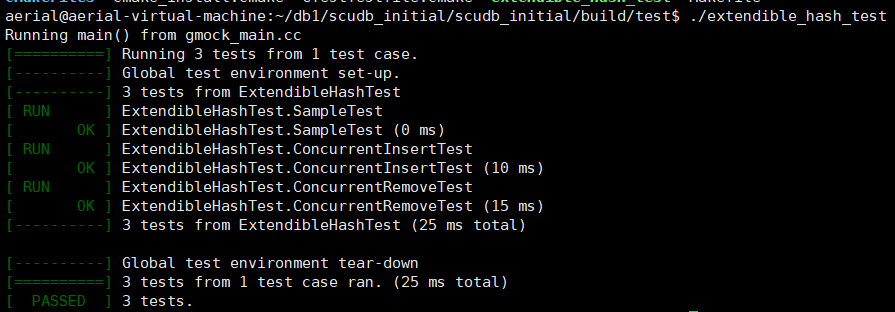 aerial@aerial-virtual-machine:~/db1/scudb_initial/scudb_initial/build/test$ ./extendible_hash_test
Running main() from gmock_main.cc
[==========] Running 3 tests from 1 test case.
[----------] Global test environment set-up.
[----------] 3 tests from ExtendibleHashTest
[ RUN      ] ExtendibleHashTest.SampleTest
[       OK ] ExtendibleHashTest.SampleTest (0 ms)
[ RUN      ] ExtendibleHashTest.ConcurrentInsertTest
[       OK ] ExtendibleHashTest.ConcurrentInsertTest (10 ms)
[ RUN      ] ExtendibleHashTest.ConcurrentRemoveTest
[       OK ] ExtendibleHashTest.ConcurrentRemoveTest (15 ms)
[----------] 3 tests from ExtendibleHashTest (25 ms total)
[----------] Global test environment tear-down
[==========] 3 tests from 1 test case ran. (25 ms total)
[  PASSED  ] 3 tests.